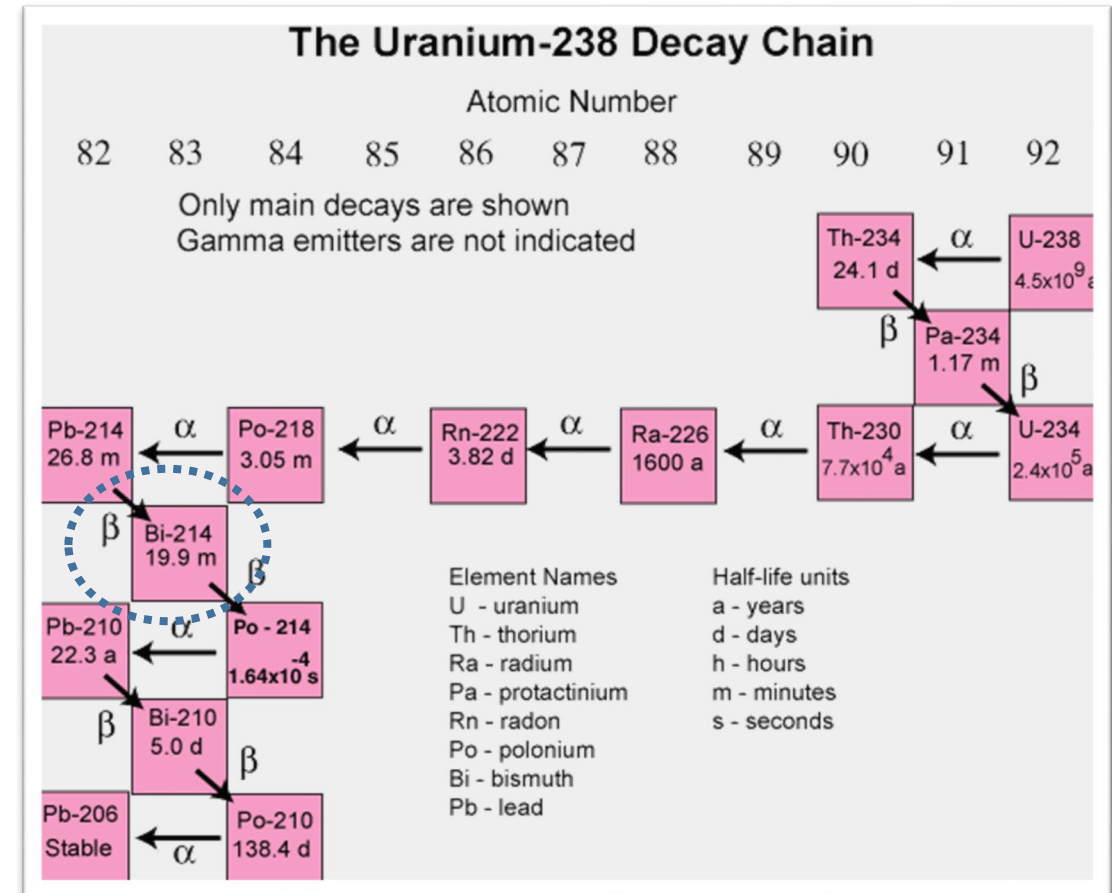 The Uranium-238 Decay Chain
Atomic Number
82 83 84 85 86 87 88 89 90 91 92
Only main decays are shown
Gamma emitters are not indicated
Th-234
24.1 d
α
U-238
4.5x10⁹ a
β
Pa-234
1.17 m
β
Pb-214
26.8 m
α
Po-218
3.05 m
α
Rn-222
3.82 d
α
Ra-226
1600 a
α
Th-230
7.7x10⁴a
α
U-234
2.4x10⁵a
β
Bi-214
19.9 m
β
Pb-210
22.3 a
α
Po - 214
1.64x10⁻⁴s
β
Bi-210
5.0 d
β
Pb-206
Stable
α
Po-210
138.4 d
Element Names
U - uranium
Th - thorium
Ra - radium
Pa - protactinium
Rn - radon
Po - polonium
Bi - bismuth
Pb - lead
Half-life units
a - years
d - days
h - hours
m - minutes
s - seconds